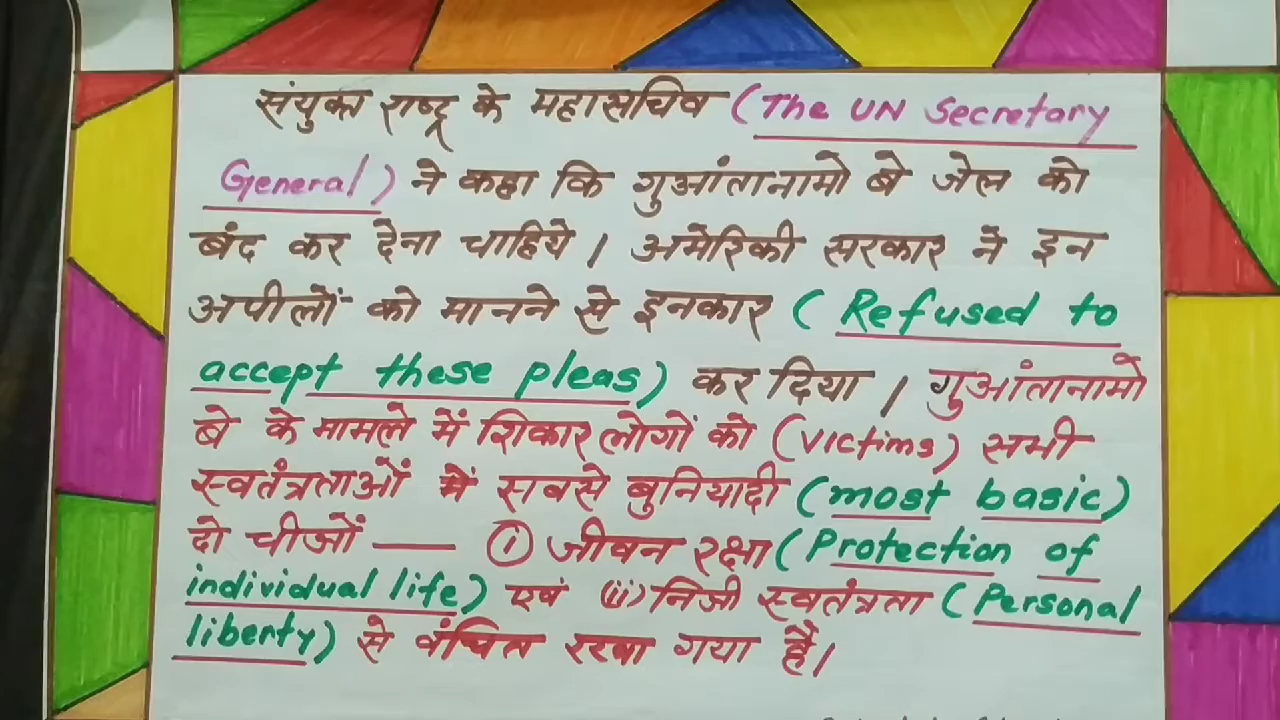 संयुक्त राष्ट्र के महासचिव (The UN Secretary
General) ने कहा कि गुआंतानामो बे जेल को
बंद कर देना चाहिये । अमेरिकी सरकार ने इन
अपीलों को मानने से इनकार ( Refused to
accept these pleas) कर दिया । गुआंतानामो
बे के मामले में शिकार लोगों को (victims) सभी
स्वतंत्रताओं में सबसे बुनियादी (most basic)
दो चीजों — (i) जीवन रक्षा (Protection of
individual life) एवं (ii) निजी स्वतंत्रता (Personal
liberty) से वंचित रखा गया है।